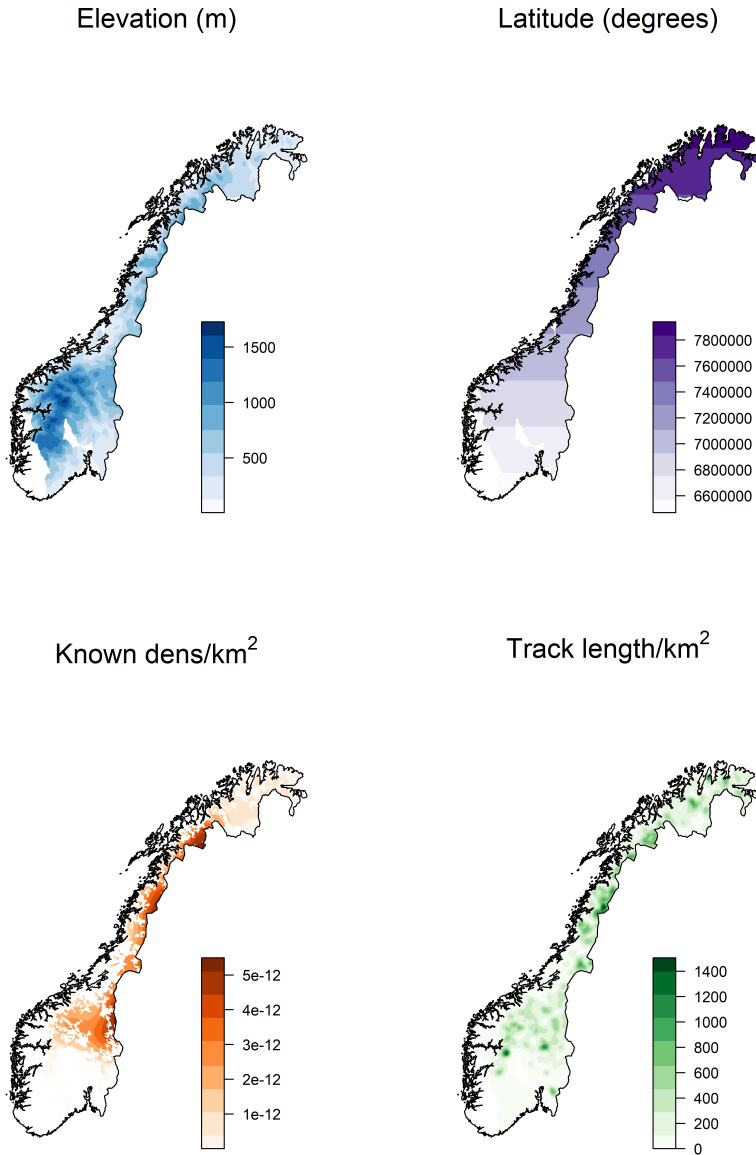 Elevation (m)
1500
1000
500
Latitude (degrees)
7800000
7600000
7400000
7200000
7000000
6800000
6600000
Known dens/km²
5e-12
4e-12
3e-12
2e-12
1e-12
Track length/km²
1400
1200
1000
800
600
400
200
0